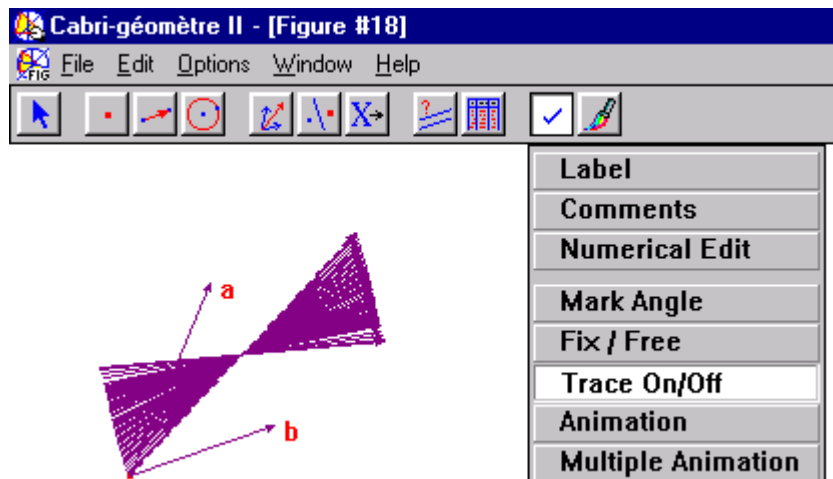 Cabri-géomètre II - [Figure #18]
FIG File Edit Options Window Help
? X
Label
Comments
Numerical Edit
a
Mark Angle
Fix / Free
Trace On/Off
Animation
b
Multiple Animation